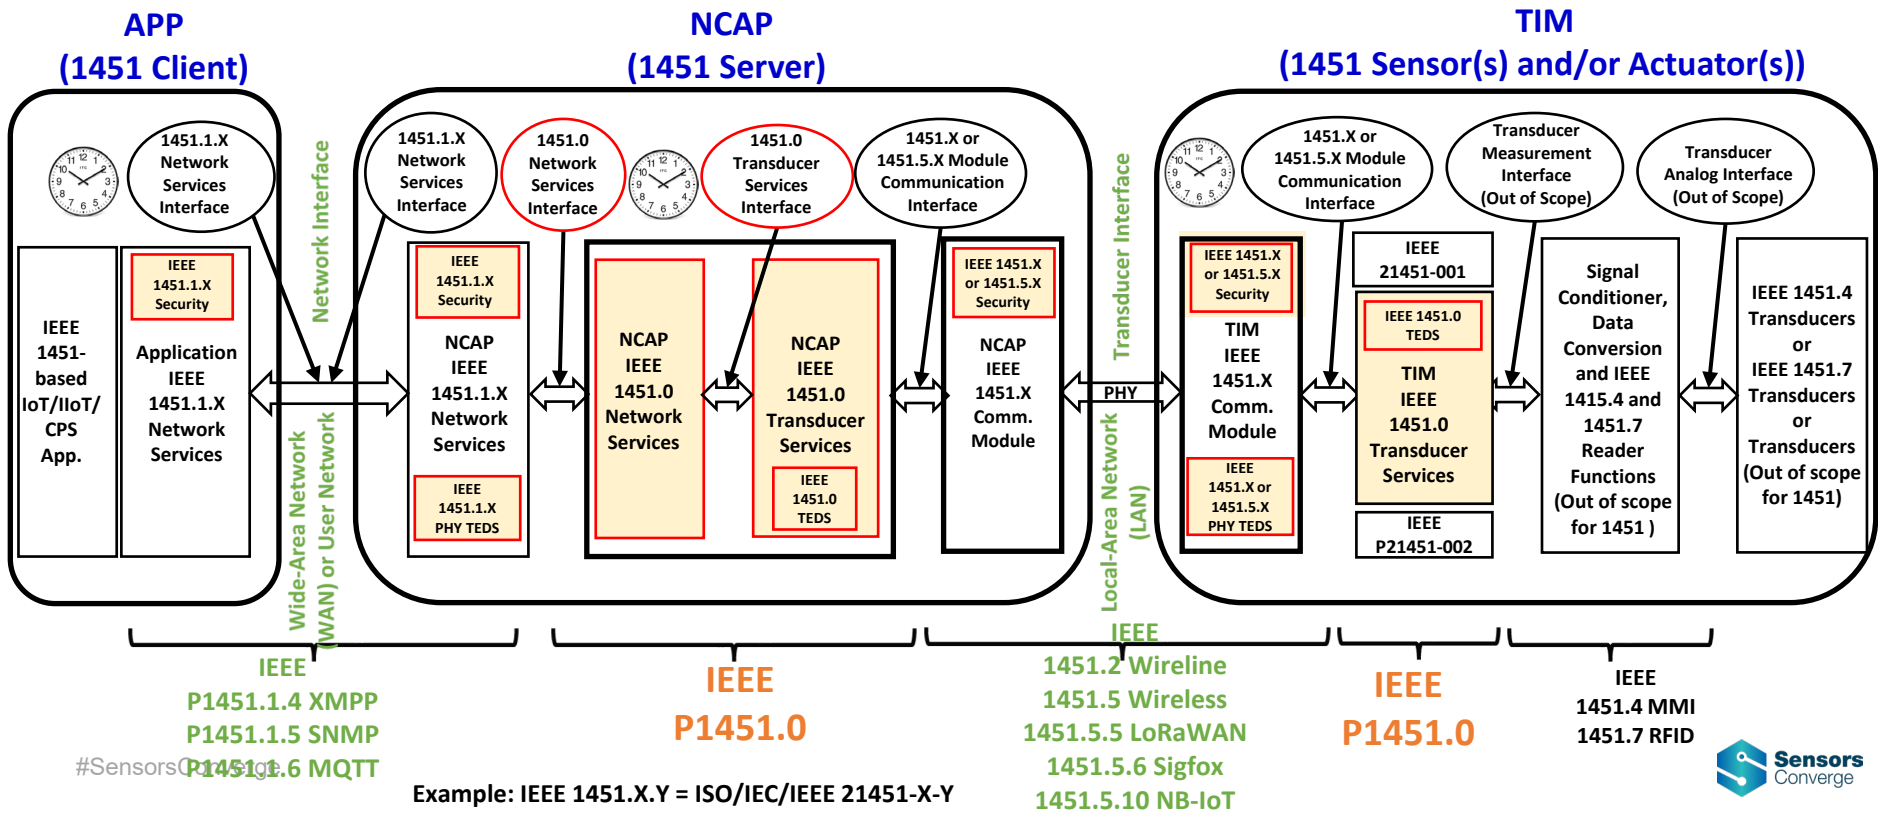 APP
(1451 Client)
NCAP
(1451 Server)
TIM
(1451 Sensor(s) and/or Actuator(s))
1451.1.X
Network
Services
Interface
Network Interface
1451.1.X
Network
Services
Interface
1451.0
Network
Services
Interface
1451.0
Transducer
Services
Interface
1451.X or
1451.5.X Module
Communication
Interface
Transducer Interface
1451.X or
1451.5.X Module
Communication
Interface
Transducer
Measurement
Interface
(Out of Scope)
Transducer
Analog Interface
(Out of Scope)
IEEE
1451-
based
IoT/IIoT/
CPS
App.
IEEE
1451.1.X
Security
Application
IEEE
1451.1.X
Network
Services
Wide-Area Network
(WAN) or User Network
IEEE
1451.1.X
Security
NCAP
IEEE
1451.1.X
Network
Services
IEEE
1451.1.X
PHY TEDS
NCAP
IEEE
1451.0
Network
Services
NCAP
IEEE
1451.0
Transducer
Services
IEEE
1451.0
TEDS
IEEE 1451.X
or 1451.5.X
Security
NCAP
IEEE
1451.X
Comm.
Module
PHY
Local-Area Network
(LAN)
IEEE 1451.X
or 1451.5.X
Security
TIM
IEEE
1451.X
Comm.
Module
IEEE
1451.X or
1451.5.X
PHY TEDS
IEEE
21451-001
IEEE 1451.0
TEDS
TIM
IEEE
1451.0
Transducer
Services
IEEE
P21451-002
Signal
Conditioner,
Data
Conversion
and IEEE
1415.4 and
1451.7
Reader
Functions
(Out of scope
for 1451 )
IEEE 1451.4
Transducers
or
IEEE 1451.7
Transducers
or
Transducers
(Out of scope
for 1451)
IEEE
P1451.1.4 XMPP
P1451.1.5 SNMP
P1451.1.6 MQTT
#SensorsConverge
IEEE
P1451.0
IEEE
1451.2 Wireline
1451.5 Wireless
1451.5.5 LoRaWAN
1451.5.6 Sigfox
1451.5.10 NB-IoT
IEEE
P1451.0
IEEE
1451.4 MMI
1451.7 RFID
Example: IEEE 1451.X.Y = ISO/IEC/IEEE 21451-X-Y
Sensors
Converge